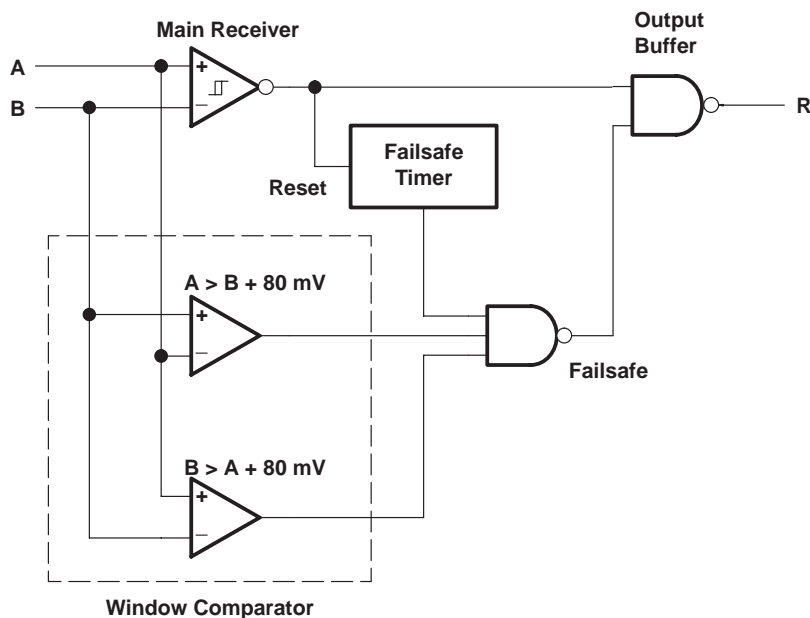 Main Receiver
Output
Buffer
A
B
+
_
R
Failsafe
Timer
Reset
A > B + 80 mV
+
_
Failsafe
B > A + 80 mV
+
_
Window Comparator